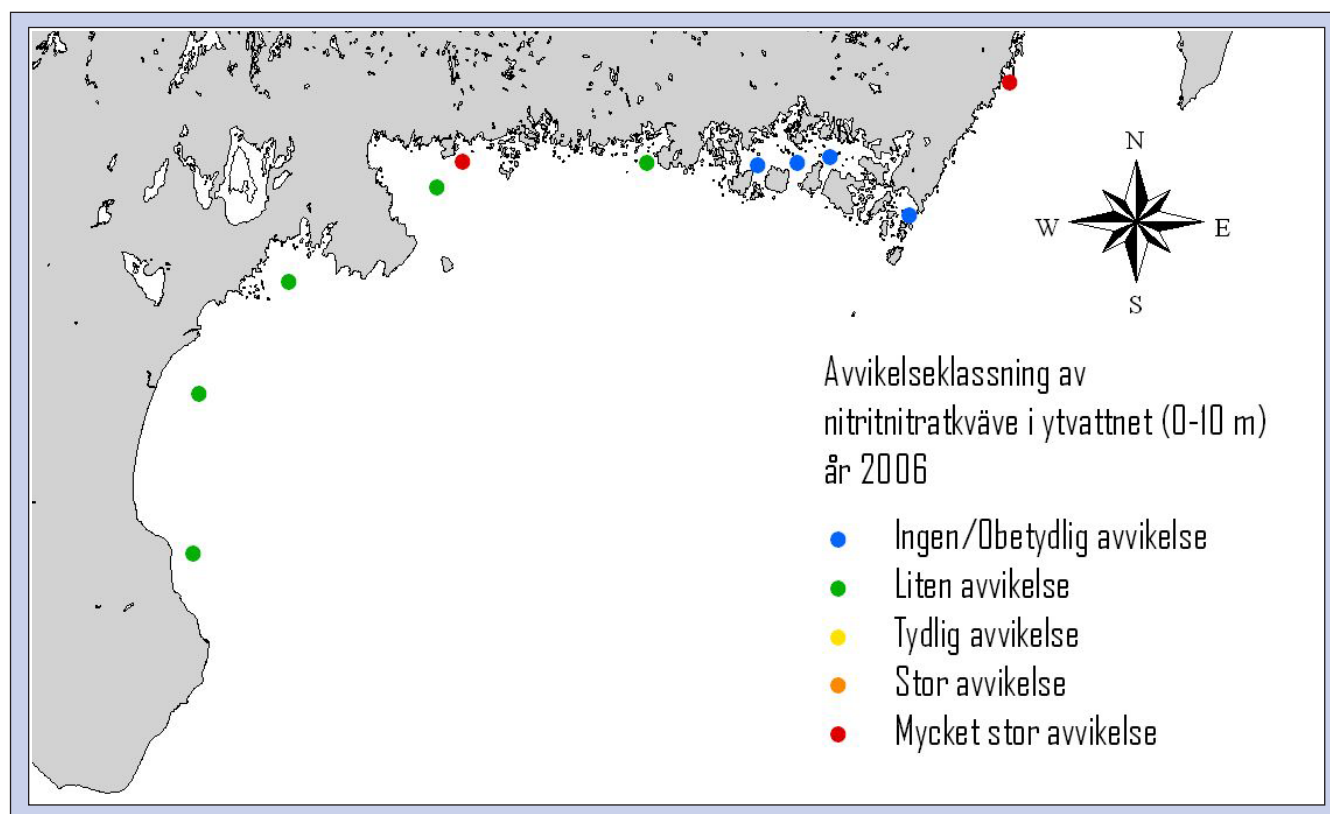 N
W
E
S
Avvikelseklassning av
nitritnitratkväve i ytvattnet (0-10 m)
år 2006
Ingen/Obetydlig avvikelse
Liten avvikelse
Tydlig avvikelse
Stor avvikelse
Mycket stor avvikelse